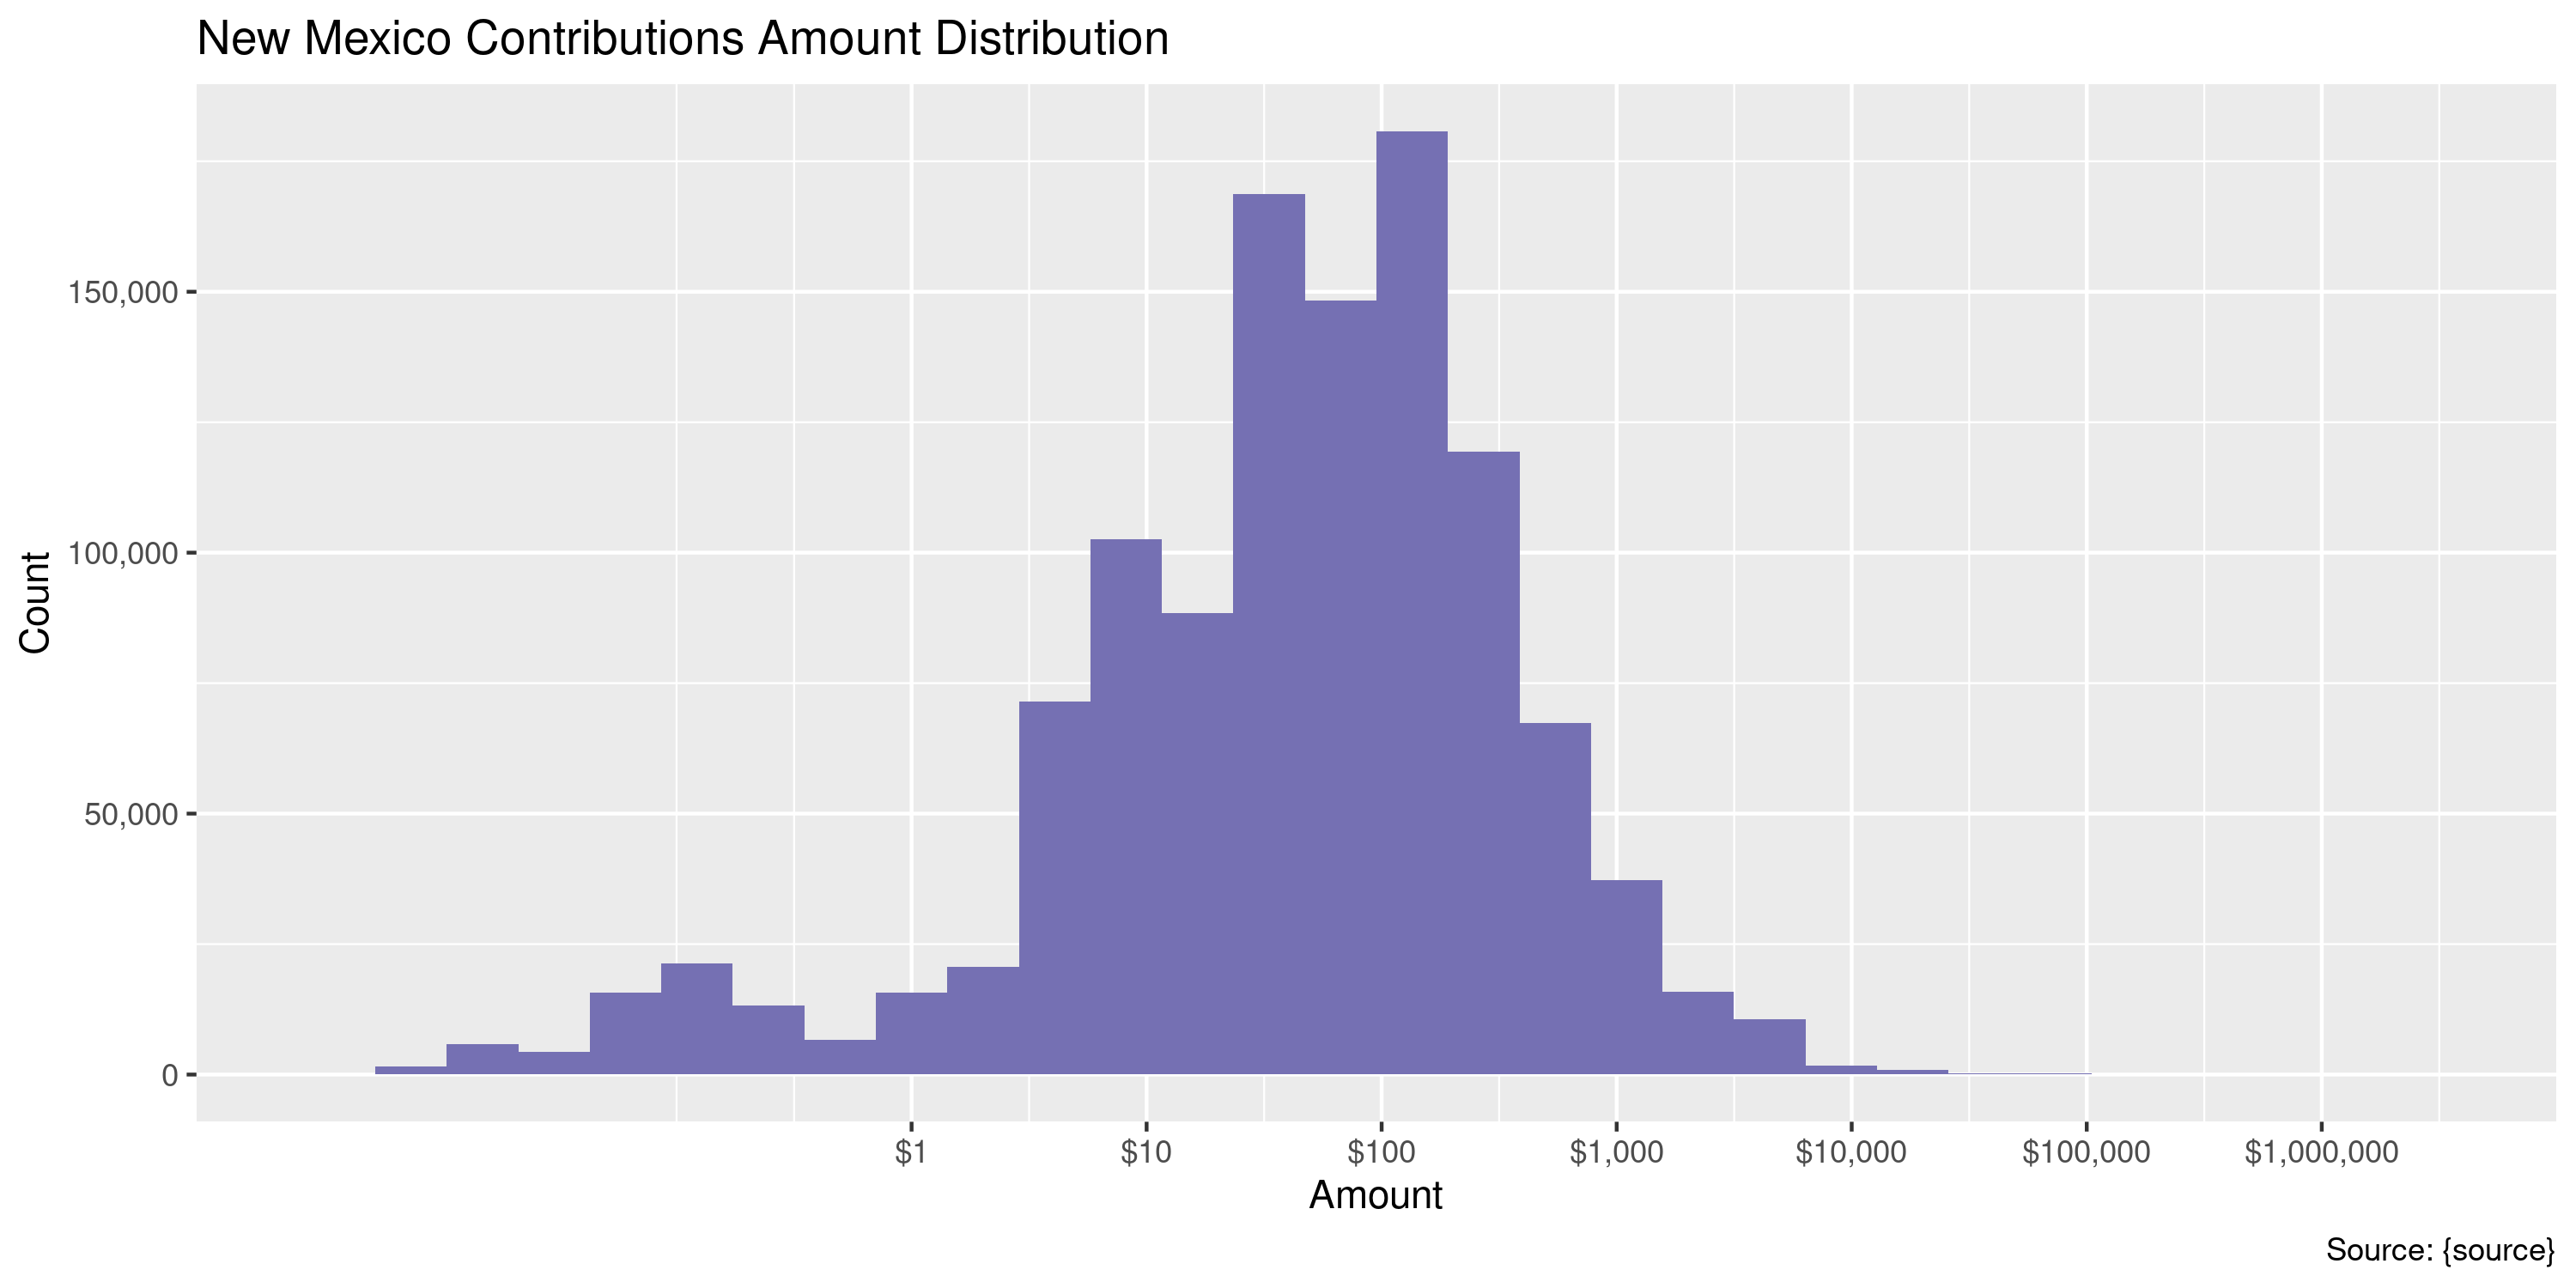 New Mexico Contributions Amount Distribution
150,000
100,000
50,000
0
Count
$1 $10 $100 $1,000 $10,000 $100,000 $1,000,000
Amount
Source: {source}